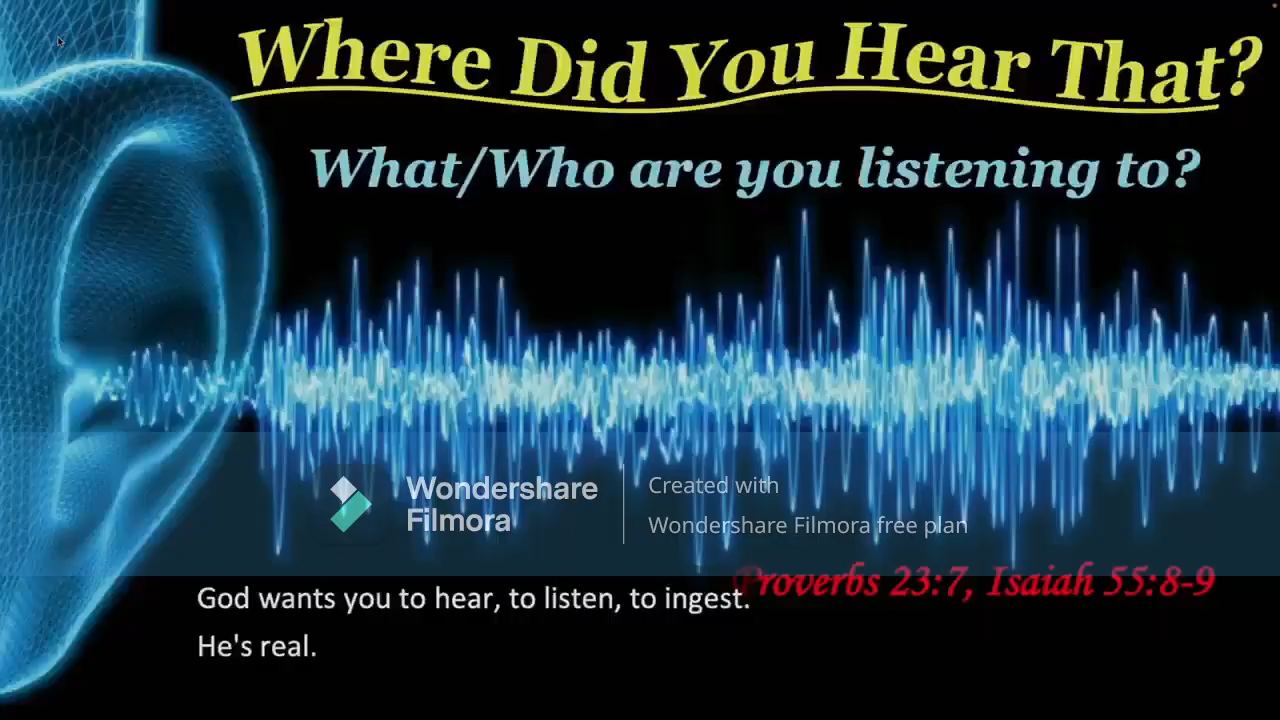 Where Did You Hear That?
What/Who are you listening to?
Wondershare
Filmora
Created with
Wondershare Filmora free plan
Proverbs 23:7, Isaiah 55:8-9
God wants you to hear, to listen, to ingest.
He's real.